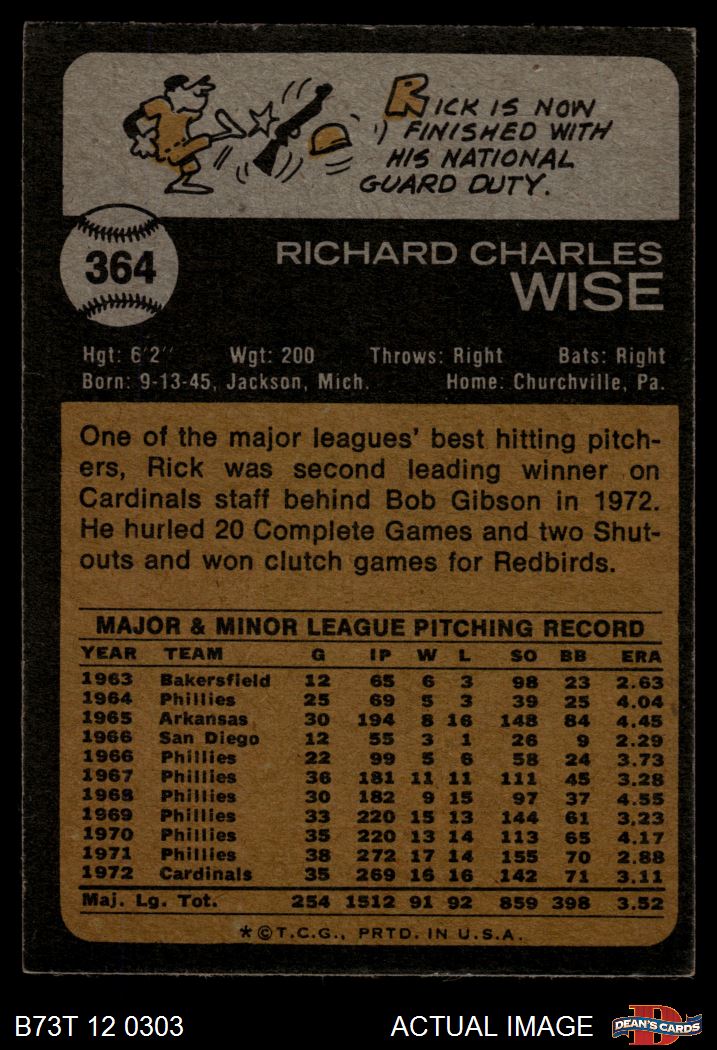 RICK IS NOW
FINISHED WITH
HIS NATIONAL
GUARD DUTY.
364
RICHARD CHARLES
WISE
Hgt: 6'2" Wgt: 200 Throws: Right Bats: Right
Born: 9-13-45, Jackson, Mich. Home: Churchville, Pa.
One of the major leagues' best hitting pitch-
ers, Rick was second leading winner on
Cardinals staff behind Bob Gibson in 1972.
He hurled 20 Complete Games and two Shut-
outs and won clutch games for Redbirds.
MAJOR & MINOR LEAGUE PITCHING RECORD
YEAR TEAM G IP W L SO BB ERA
1963 Bakersfield 12 65 6 3 98 23 2.63
1964 Phillies 25 69 5 3 39 25 4.04
1965 Arkansas 30 194 8 16 148 84 4.45
1966 San Diego 12 55 3 1 26 9 2.29
1966 Phillies 22 99 5 6 58 24 3.73
1967 Phillies 36 181 11 11 111 45 3.28
1968 Phillies 30 182 9 15 97 37 4.55
1969 Phillies 33 220 15 13 144 61 3.23
1970 Phillies 35 220 13 14 113 65 4.17
1971 Phillies 38 272 17 14 155 70 2.88
1972 Cardinals 35 269 16 16 142 71 3.11
Maj. Lg. Tot. 254 1512 91 92 859 398 3.52
*©T.C.G., PRTD. IN U.S.A.
B73T 12 0303 ACTUAL IMAGE D DEAN'S CARDS